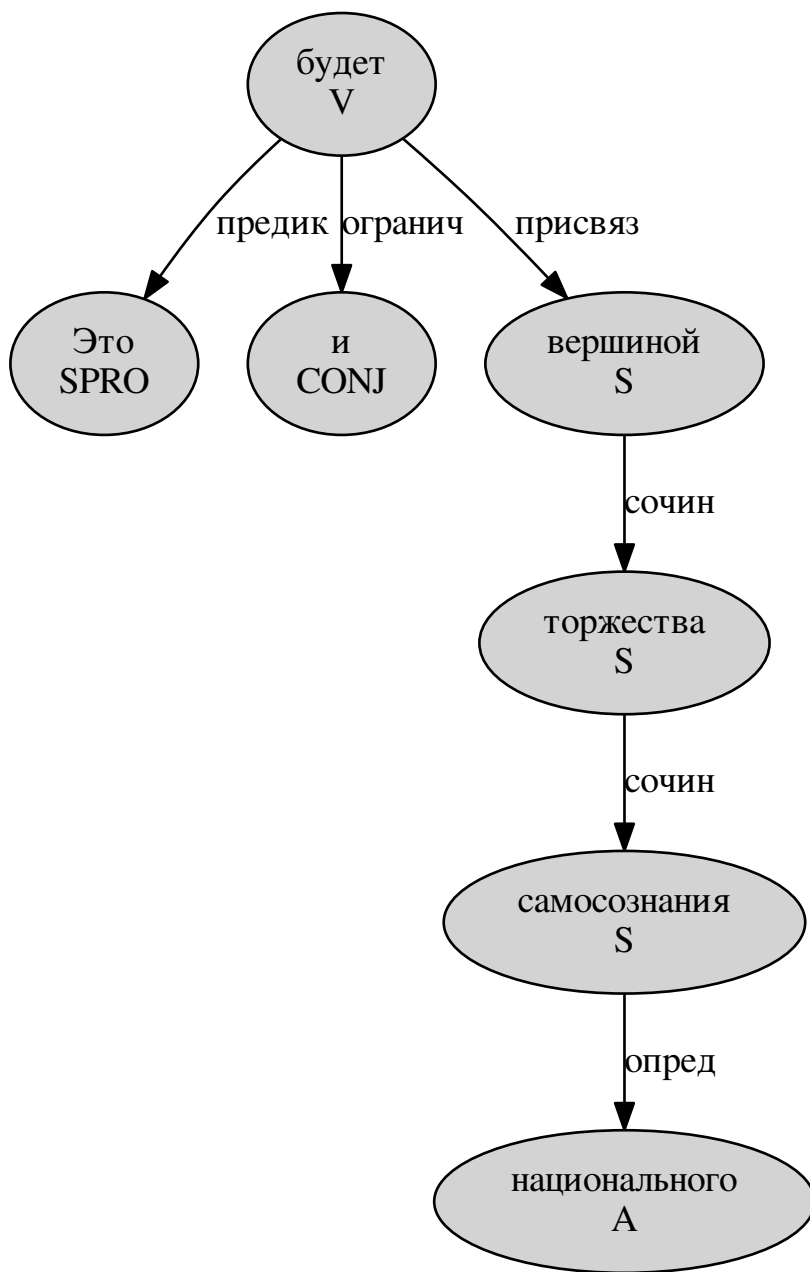 будет
V
предик
огранич
присвяз
Это
SPRO
и
CONJ
вершиной
S
сочин
торжества
S
сочин
самосознания
S
опред
национального
A